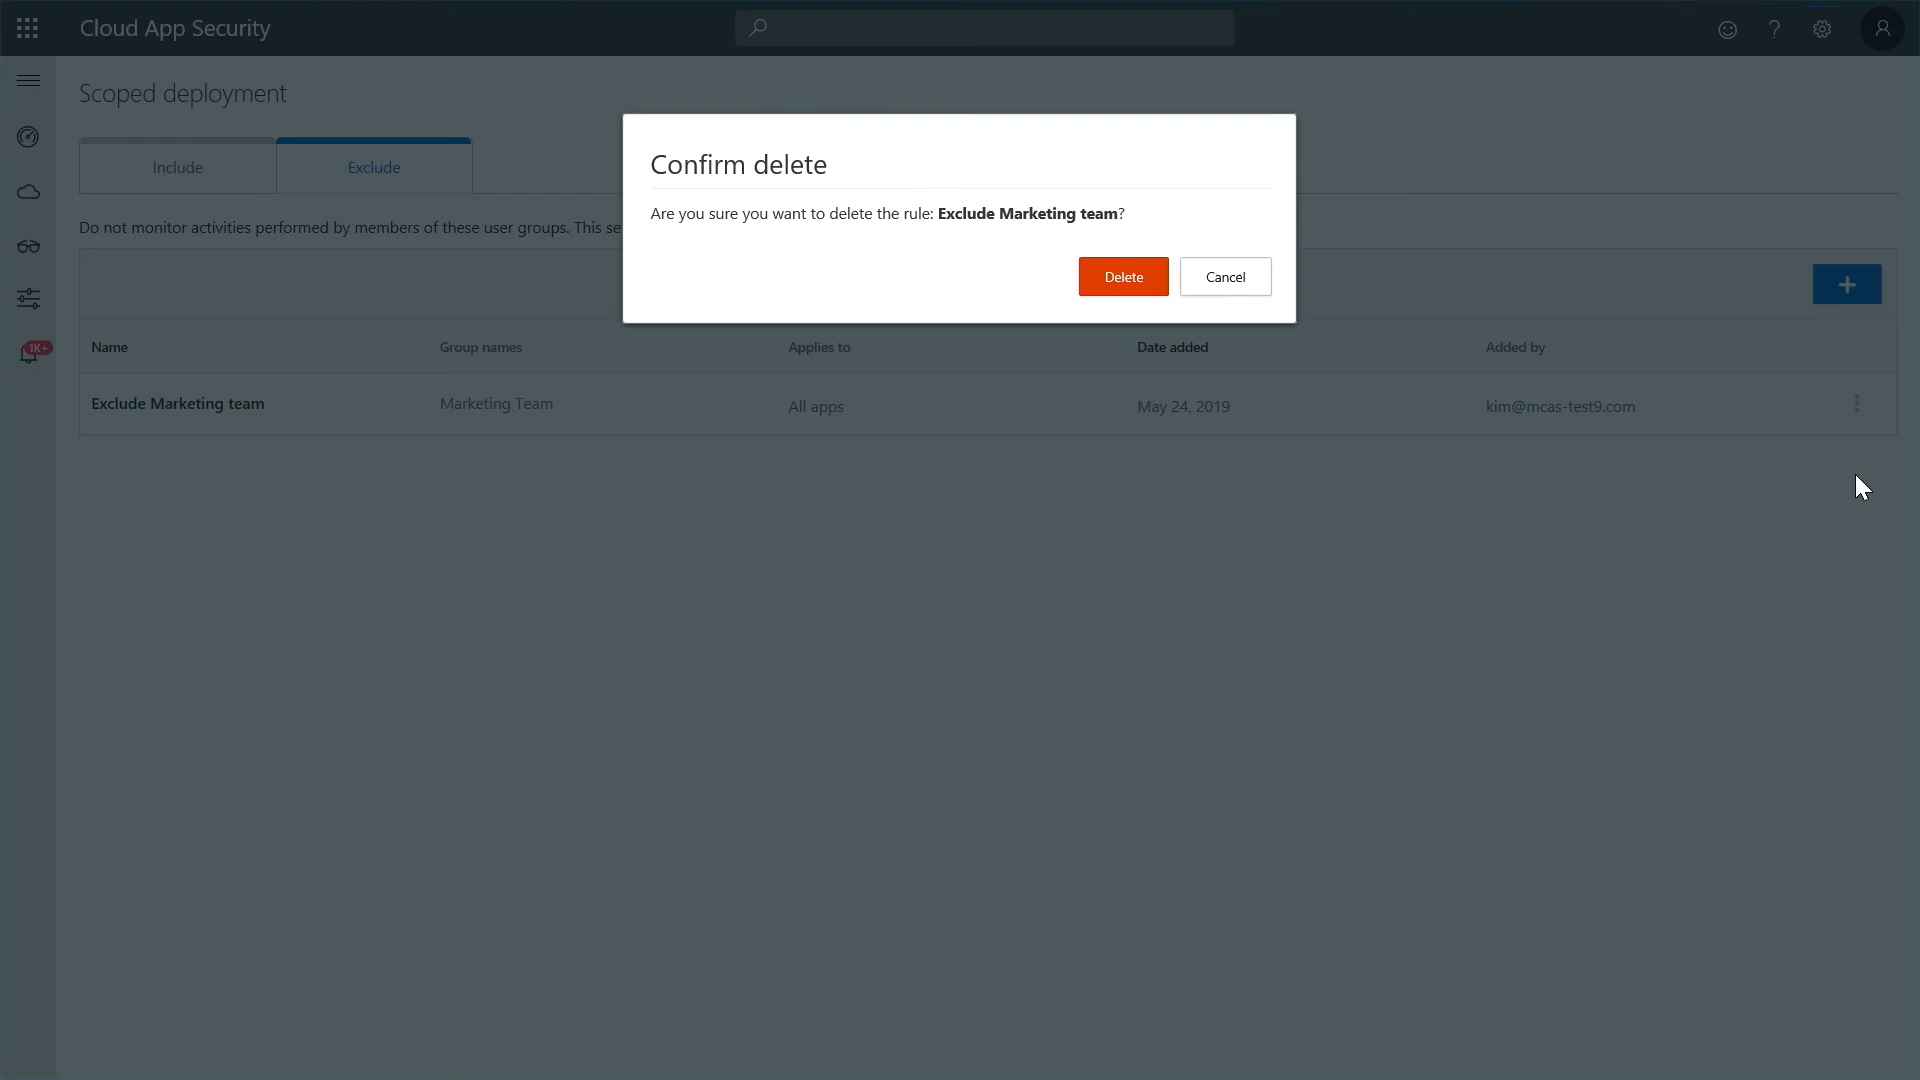 Cloud App Security
Scoped deployment
Include
Exclude
Do not monitor activities performed by members of these user groups. This se
Confirm delete
Are you sure you want to delete the rule: Exclude Marketing team?
Delete
Cancel
1K+
Name
Group names
Applies to
Date added
Added by
Exclude Marketing team
Marketing Team
All apps
May 24, 2019
kim@mcas-test9.com